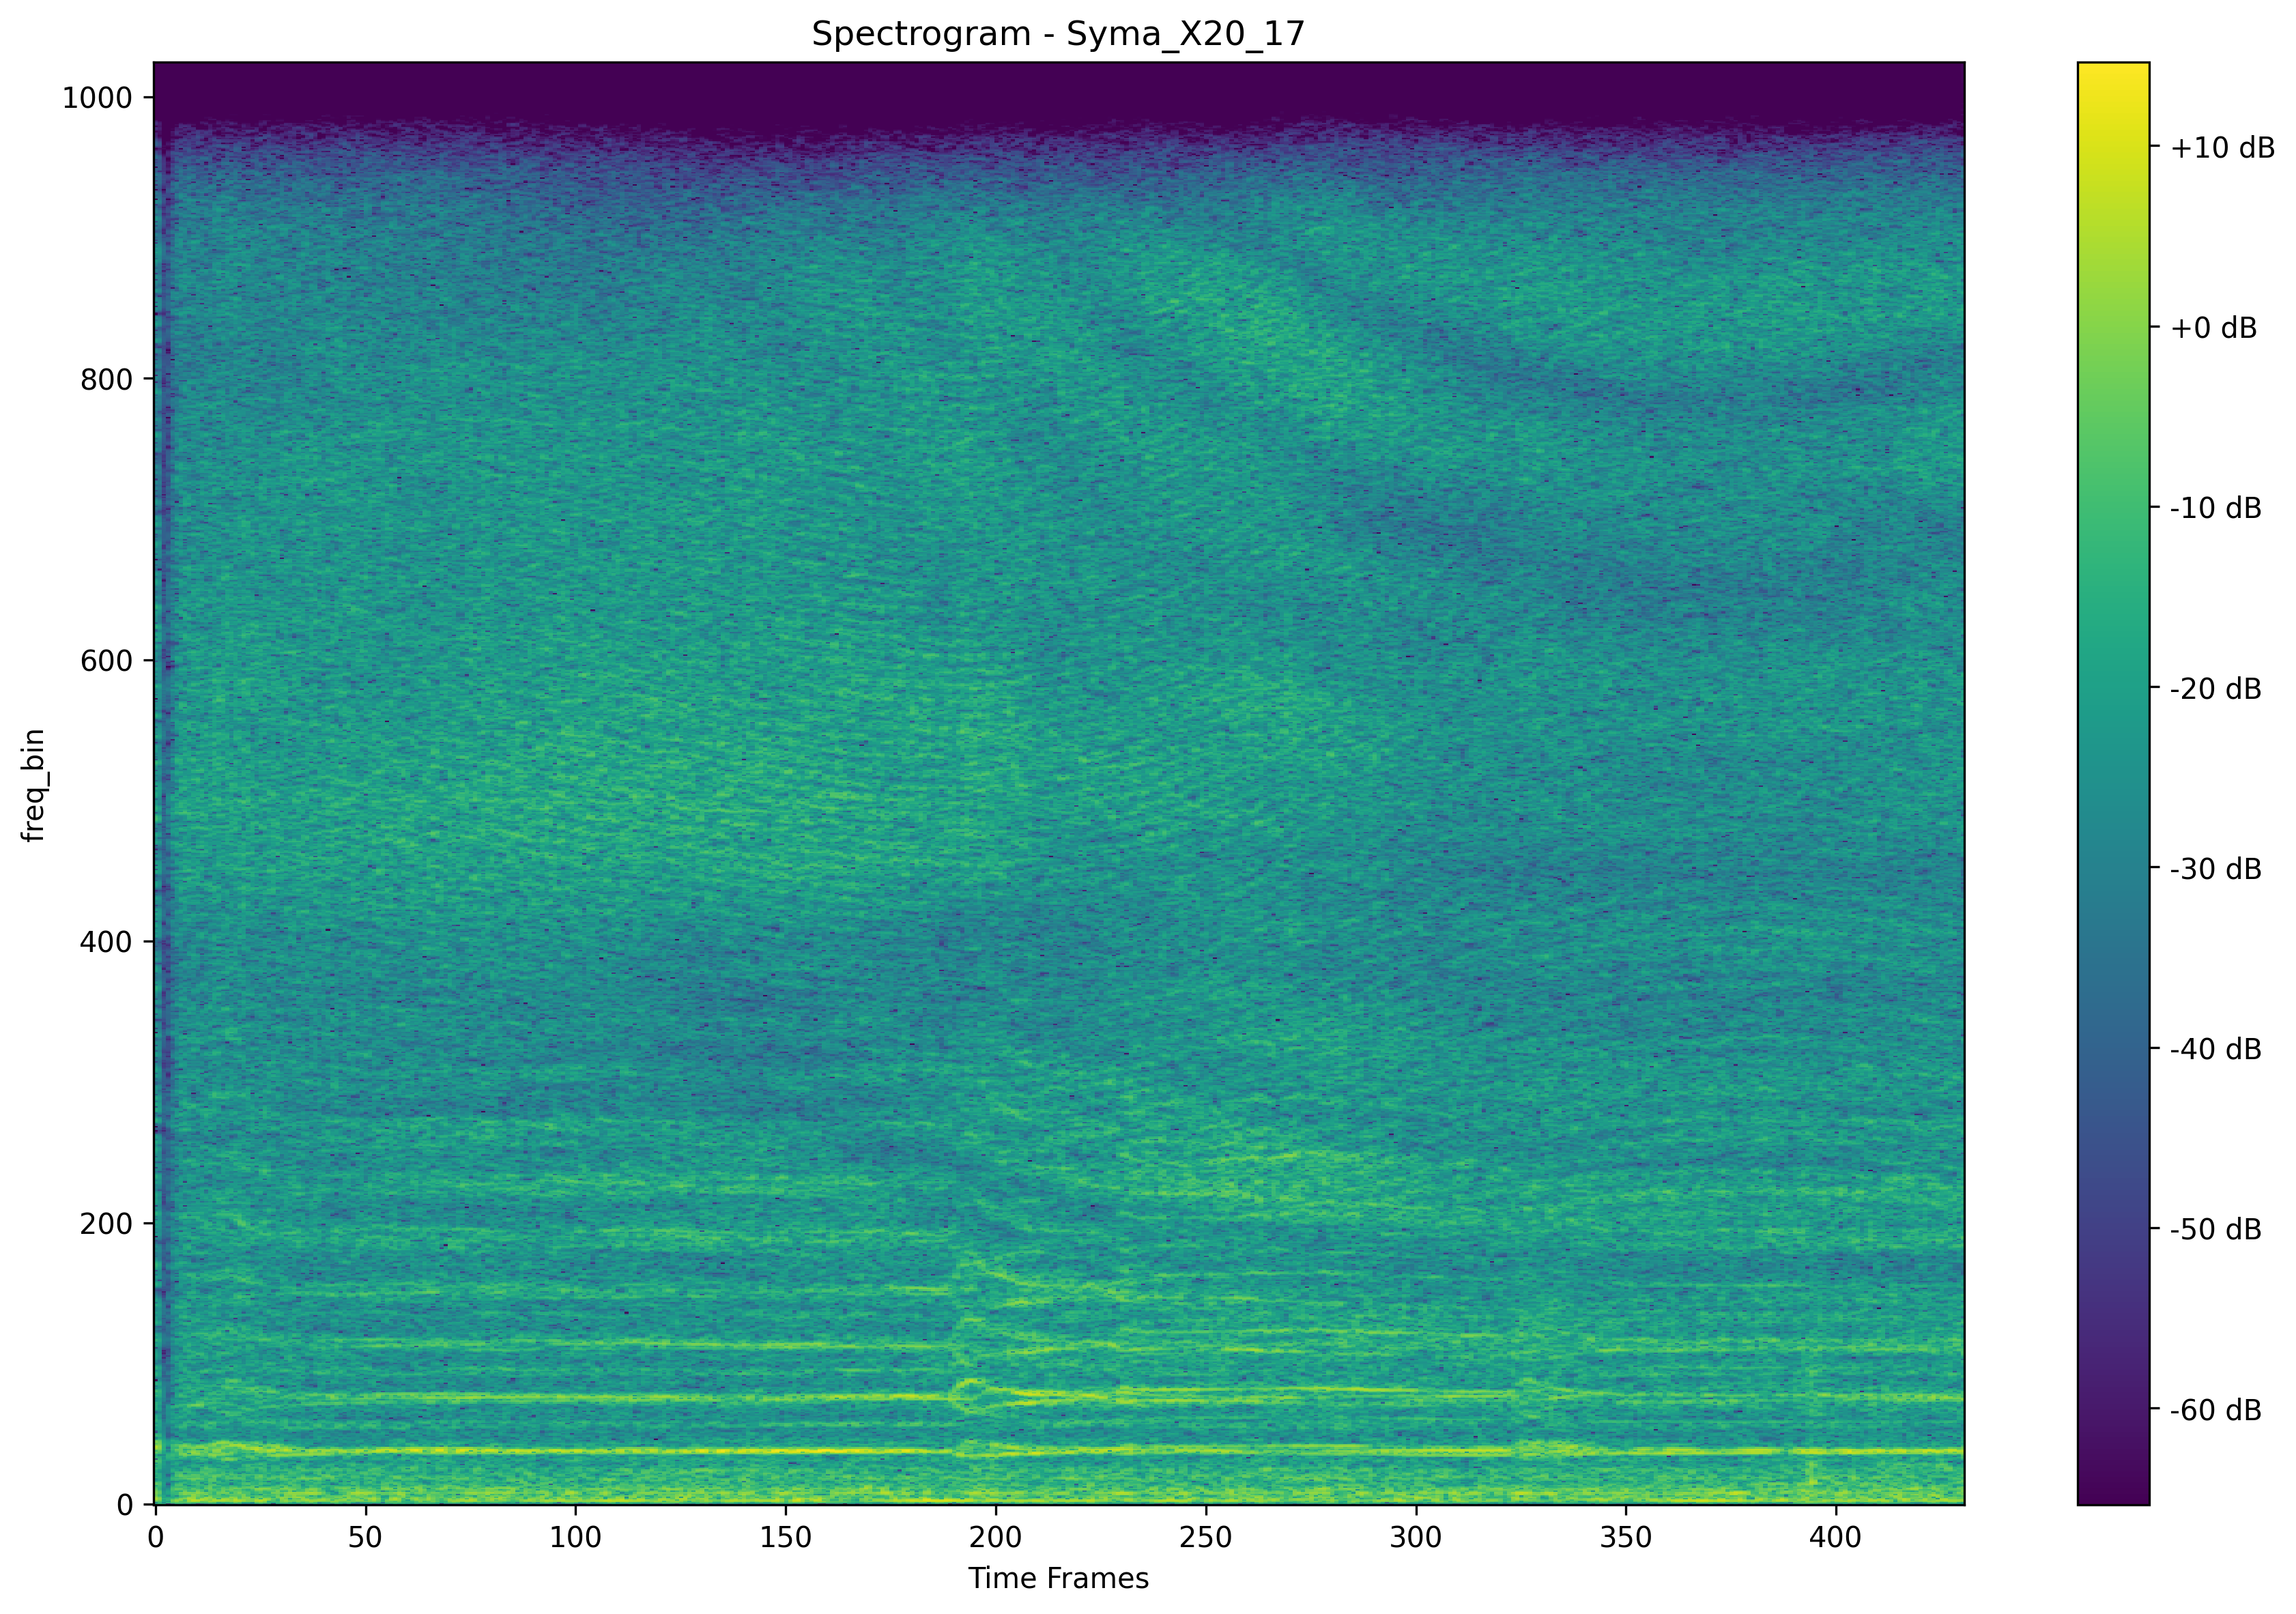 Spectrogram - Syma_X20_17
freq_bin
1000
800
600
400
200
0
0 50 100 150 200 250 300 350 400
Time Frames
+10 dB
+0 dB
-10 dB
-20 dB
-30 dB
-40 dB
-50 dB
-60 dB